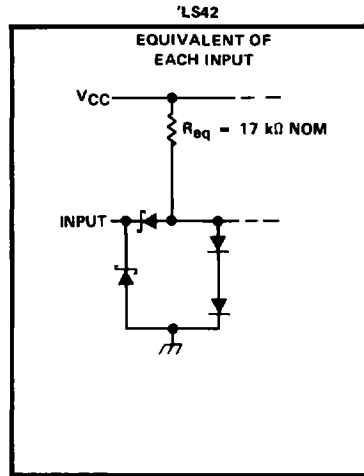 'LS42
EQUIVALENT OF
EACH INPUT
VCC
Req = 17 kΩ NOM
INPUT